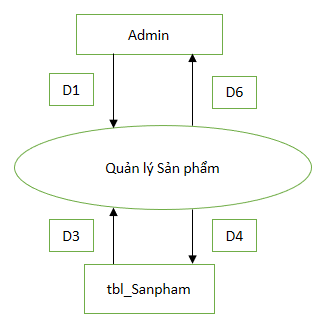 Admin
D1
D6
Quản lý Sản phẩm
D3
D4
tbl_Sanpham